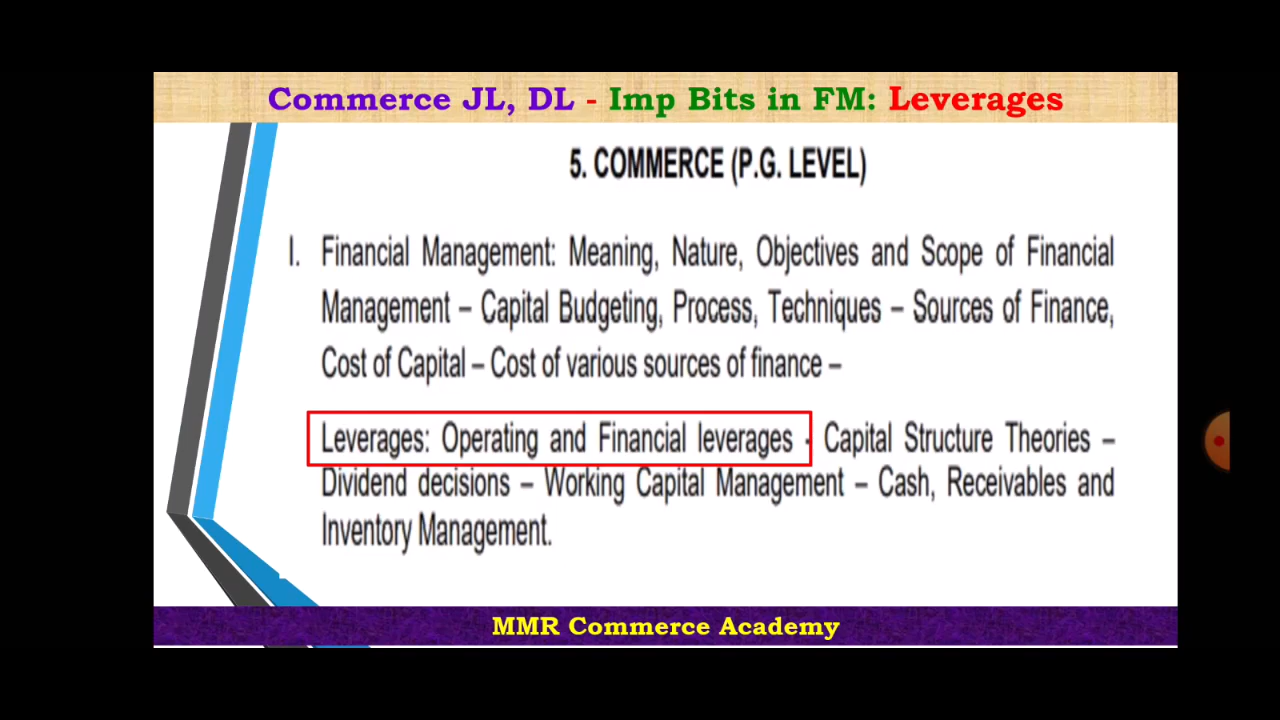 Commerce JL, DL - Imp Bits in FM: Leverages
5. COMMERCE (P.G. LEVEL)
I. Financial Management: Meaning, Nature, Objectives and Scope of Financial
Management – Capital Budgeting, Process, Techniques – Sources of Finance,
Cost of Capital – Cost of various sources of finance –
Leverages: Operating and Financial leverages - Capital Structure Theories –
Dividend decisions – Working Capital Management – Cash, Receivables and
Inventory Management.
MMR Commerce Academy